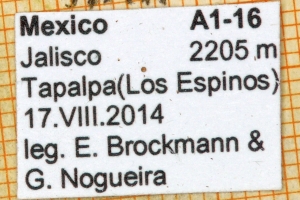 Mexico A1-16
Jalisco 2205 m
Tapalpa(Los Espinos)
17.VIII.2014
leg. E. Brockmann &
G. Nogueira